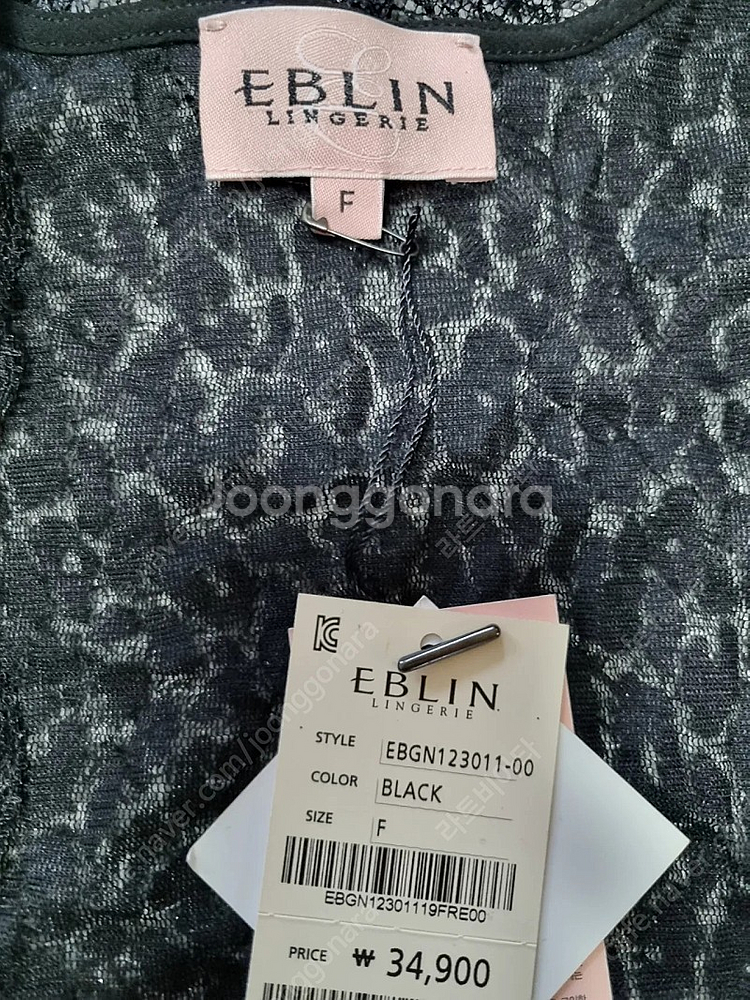 EBLIN
LINGERIE
F
Joonggonara
EBLIN
LINGERIE
STYLE EBGN123011-00
COLOR BLACK
SIZE F
EBGN12301119FRE00
PRICE ₩ 34,900